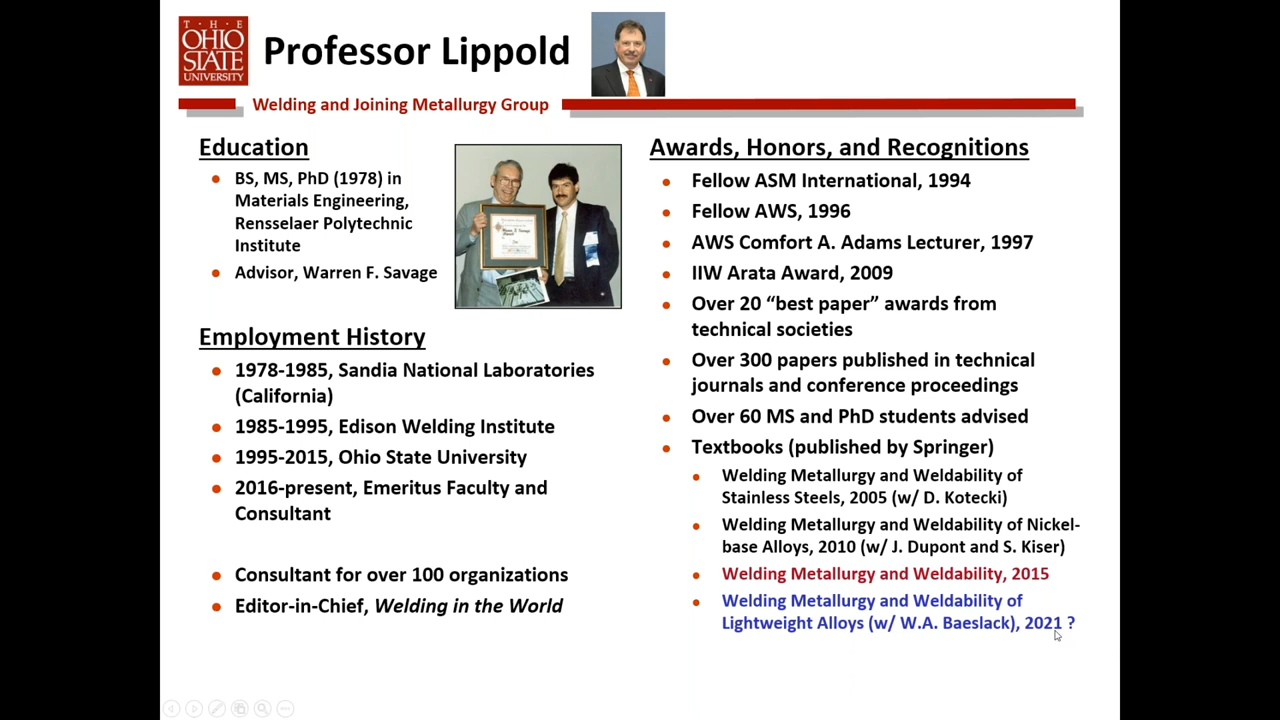 T · H · E
OHIO
STATE
UNIVERSITY
Professor Lippold
Welding and Joining Metallurgy Group
Education
• BS, MS, PhD (1978) in
Materials Engineering,
Rensselaer Polytechnic
Institute
• Advisor, Warren F. Savage
Employment History
• 1978-1985, Sandia National Laboratories
(California)
• 1985-1995, Edison Welding Institute
• 1995-2015, Ohio State University
• 2016-present, Emeritus Faculty and
Consultant
• Consultant for over 100 organizations
• Editor-in-Chief, Welding in the World
Awards, Honors, and Recognitions
• Fellow ASM International, 1994
• Fellow AWS, 1996
• AWS Comfort A. Adams Lecturer, 1997
• IIW Arata Award, 2009
• Over 20 “best paper” awards from
technical societies
• Over 300 papers published in technical
journals and conference proceedings
• Over 60 MS and PhD students advised
• Textbooks (published by Springer)
• Welding Metallurgy and Weldability of
Stainless Steels, 2005 (w/ D. Kotecki)
• Welding Metallurgy and Weldability of Nickel-
base Alloys, 2010 (w/ J. Dupont and S. Kiser)
• Welding Metallurgy and Weldability, 2015
• Welding Metallurgy and Weldability of
Lightweight Alloys (w/ W.A. Baeslack), 2021 ?